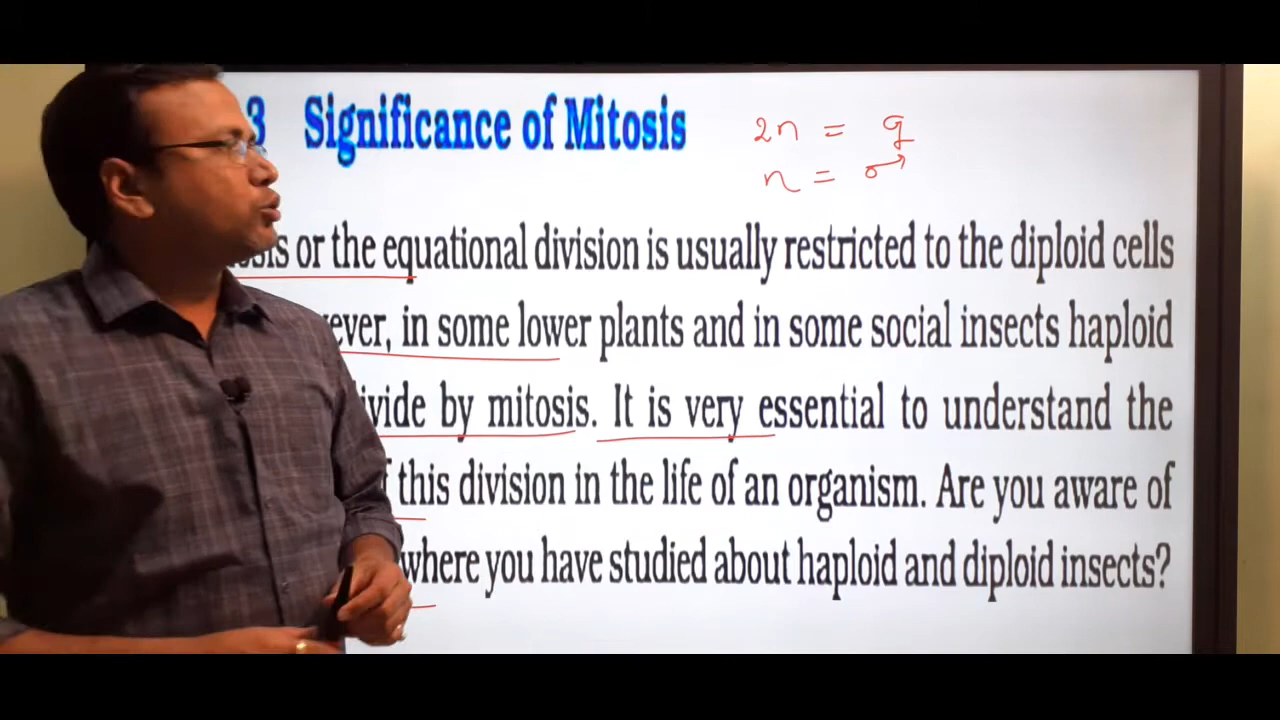 3 Significance of Mitosis
2n = ♀
n = ♂
or the equational division is usually restricted to the diploid cells
in some lower plants and in some social insects haploid
by mitosis. It is very essential to understand the
this division in the life of an organism. Are you aware of
where you have studied about haploid and diploid insects?